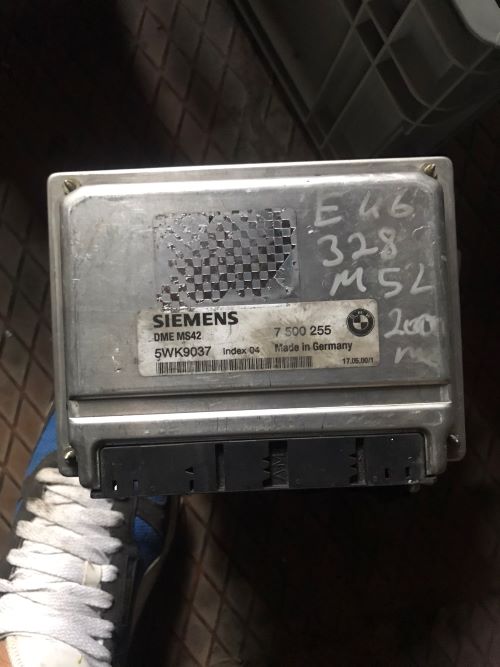 E 46
328
M52
2000
SIEMENS
DME MS42
7 500 255
5WK9037 Index 04 Made in Germany
17.05.00/1